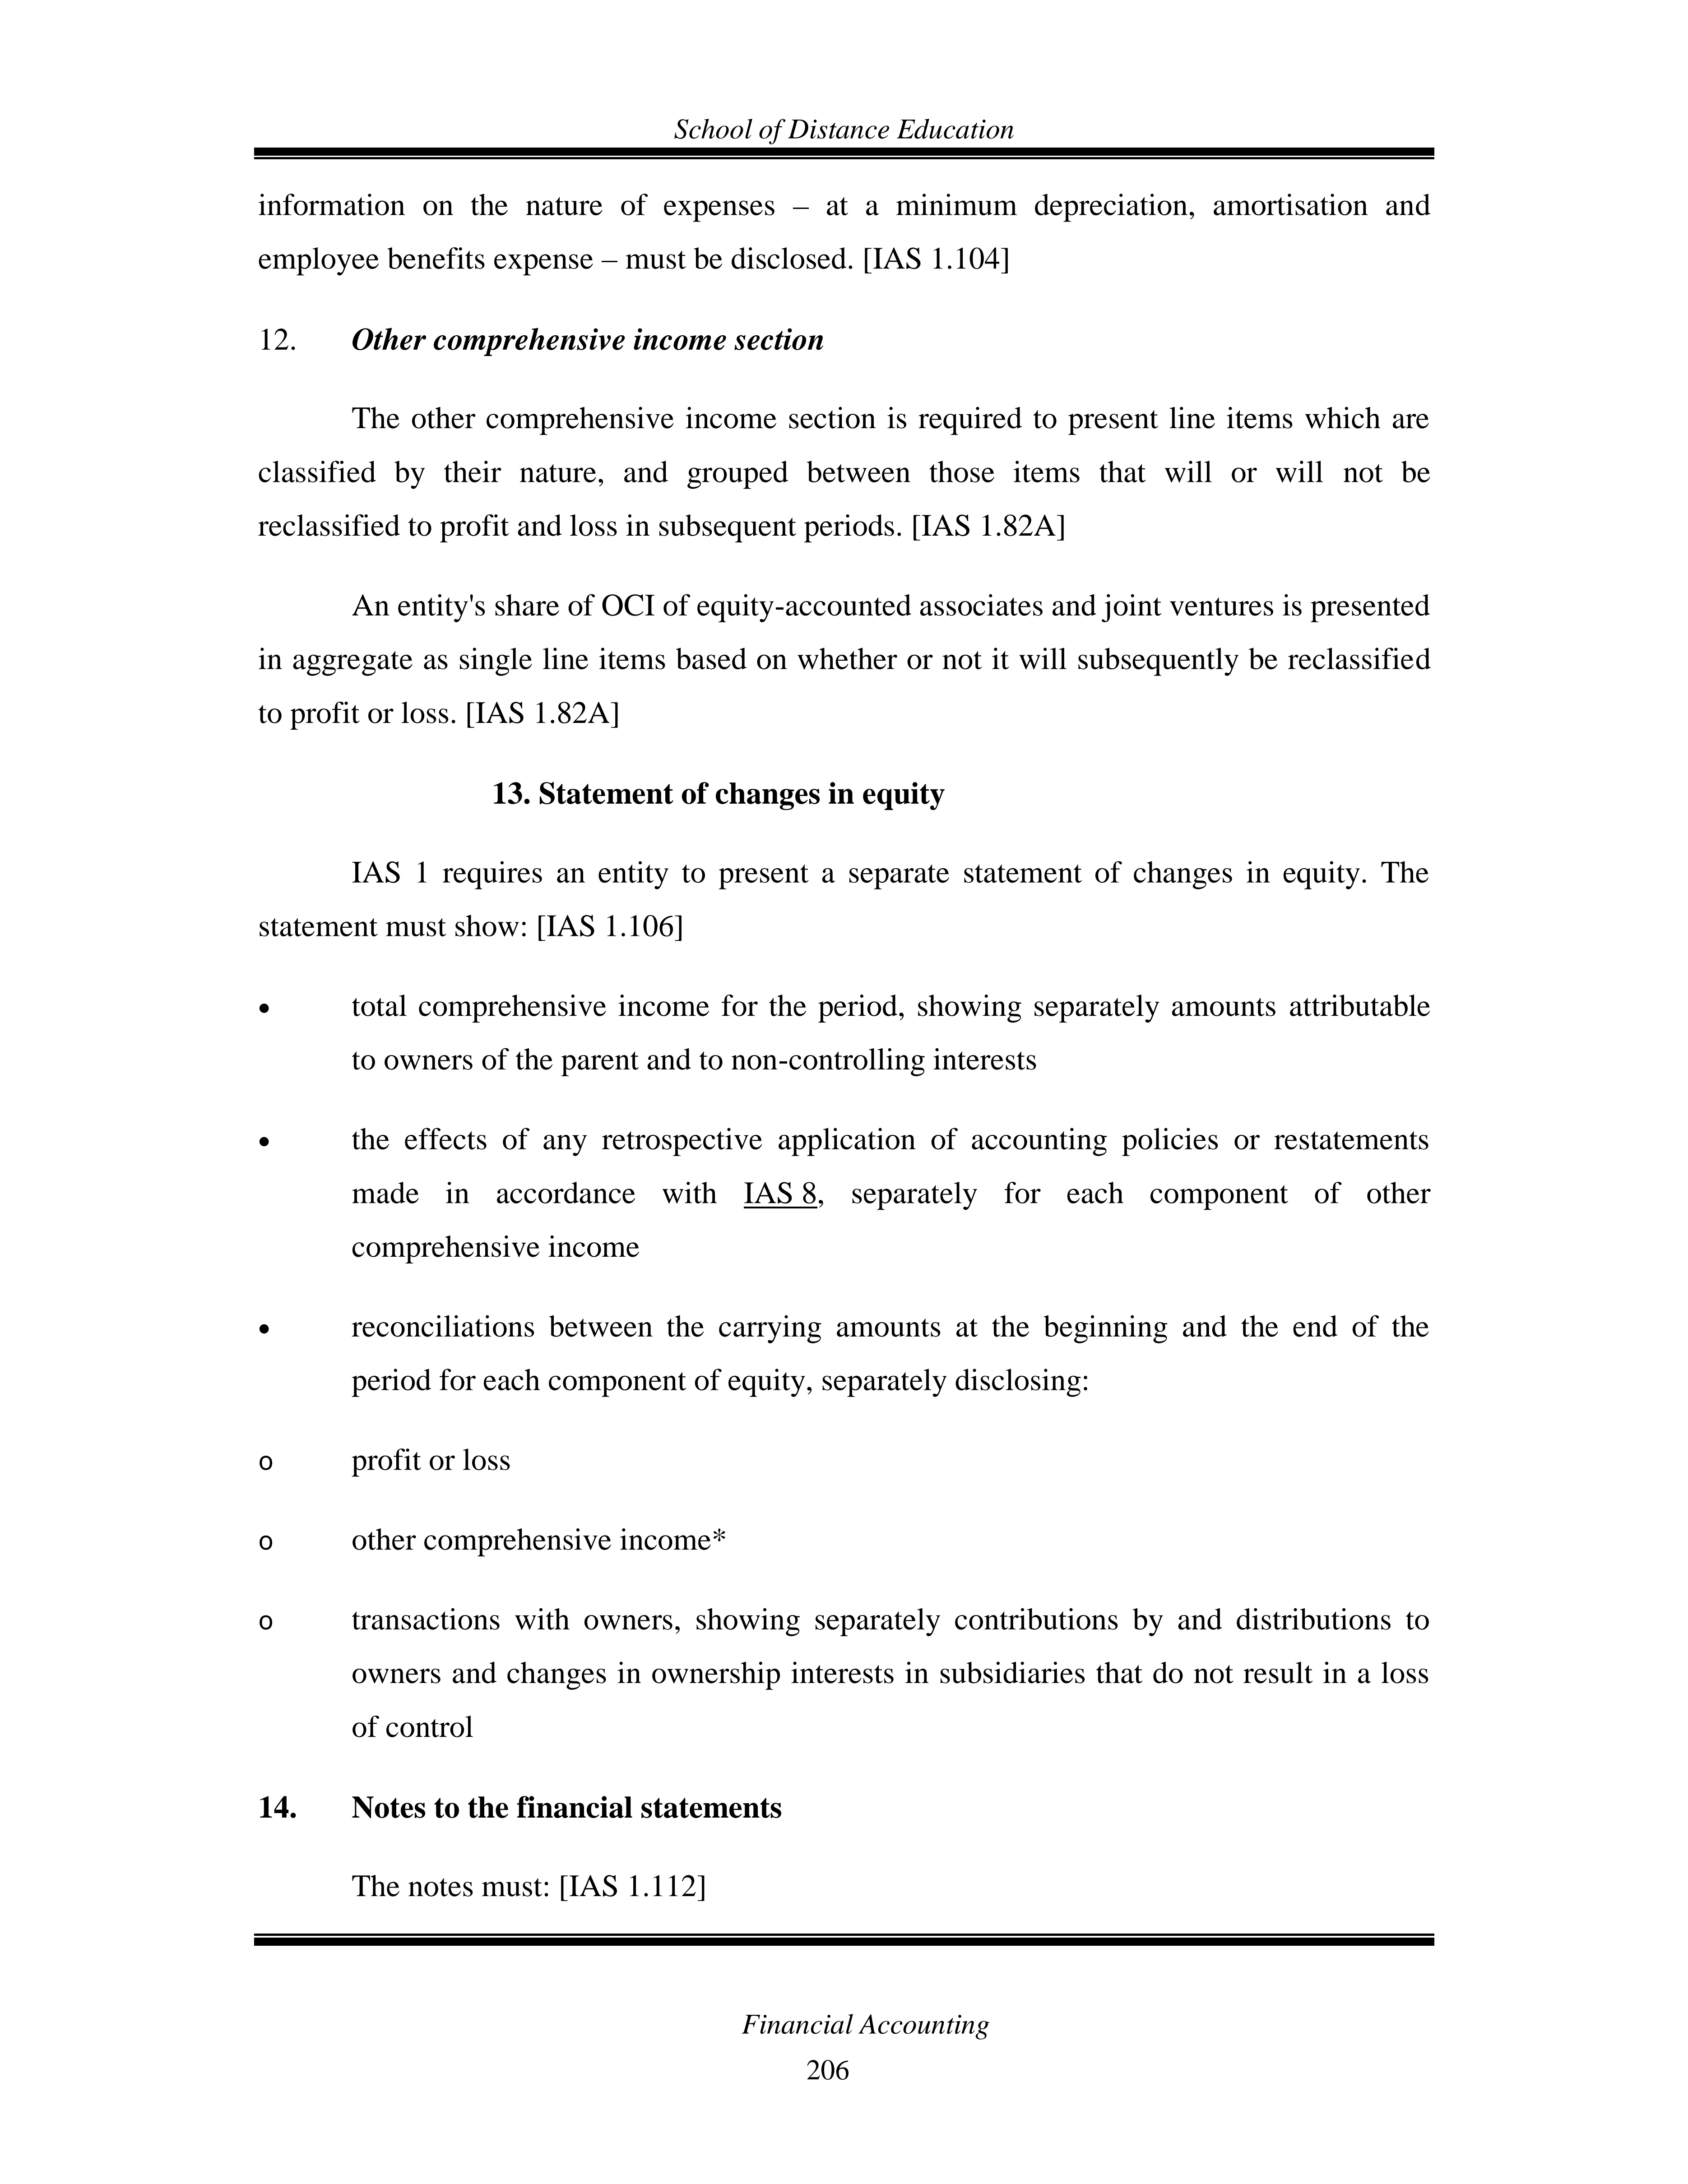 School of Distance Education
information on the nature of expenses – at a minimum depreciation, amortisation and
employee benefits expense – must be disclosed. [IAS 1.104]
12. Other comprehensive income section
The other comprehensive income section is required to present line items which are
classified by their nature, and grouped between those items that will or will not be
reclassified to profit and loss in subsequent periods. [IAS 1.82A]
An entity's share of OCI of equity-accounted associates and joint ventures is presented
in aggregate as single line items based on whether or not it will subsequently be reclassified
to profit or loss. [IAS 1.82A]
13. Statement of changes in equity
IAS 1 requires an entity to present a separate statement of changes in equity. The
statement must show: [IAS 1.106]
• total comprehensive income for the period, showing separately amounts attributable
to owners of the parent and to non-controlling interests
• the effects of any retrospective application of accounting policies or restatements
made in accordance with IAS 8, separately for each component of other
comprehensive income
• reconciliations between the carrying amounts at the beginning and the end of the
period for each component of equity, separately disclosing:
o profit or loss
o other comprehensive income*
o transactions with owners, showing separately contributions by and distributions to
owners and changes in ownership interests in subsidiaries that do not result in a loss
of control
14. Notes to the financial statements
The notes must: [IAS 1.112]
Financial Accounting
206